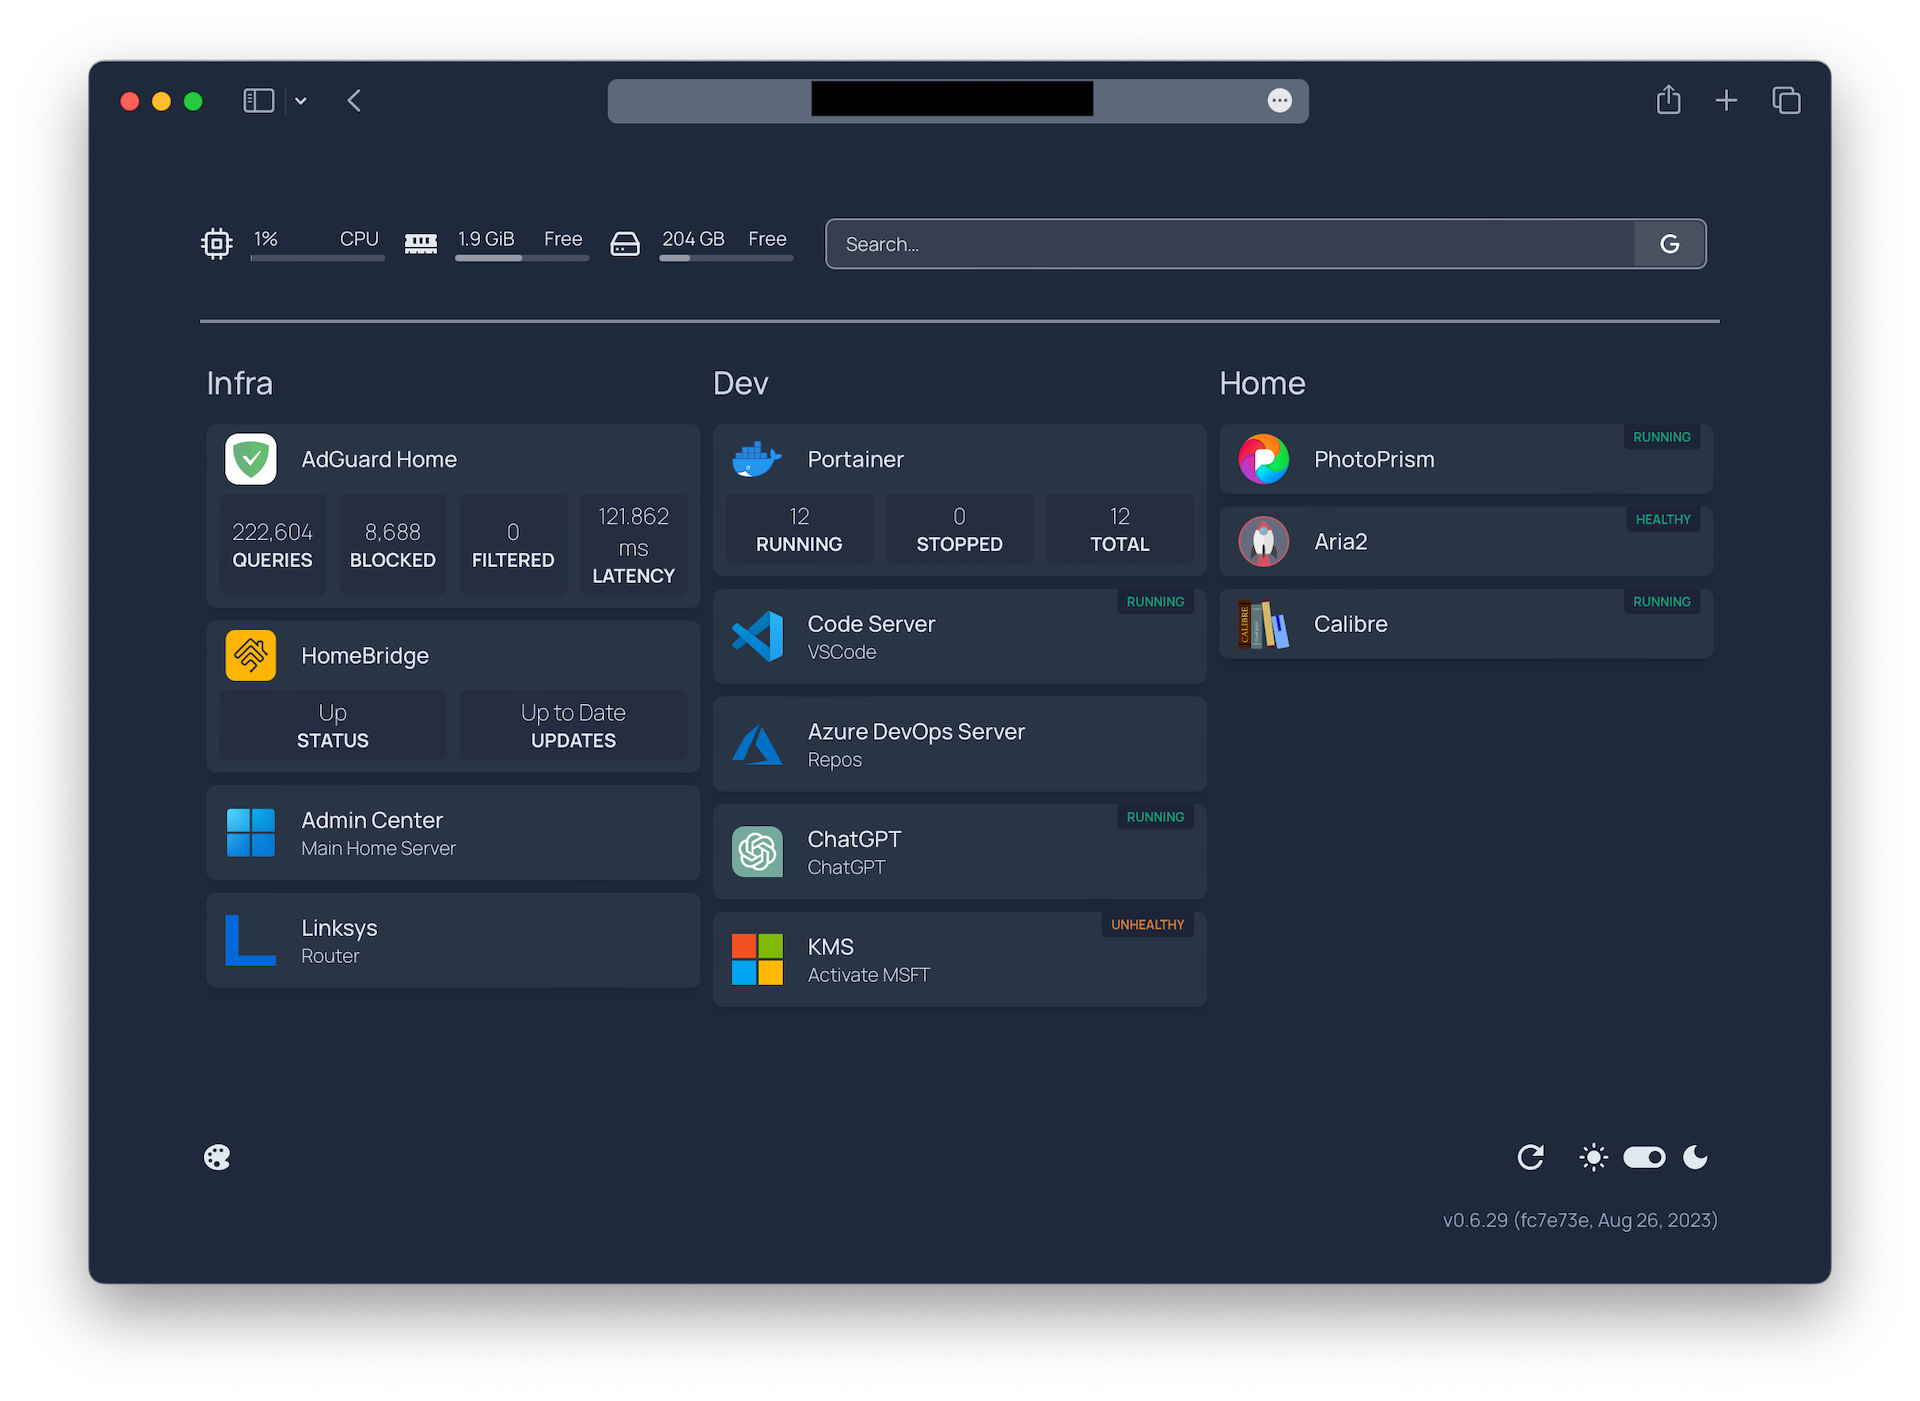 1% CPU
1.9 GiB Free
204 GB Free
Search...
G
Infra
AdGuard Home
222,604
QUERIES
8,688
BLOCKED
0
FILTERED
121.862
ms
LATENCY
HomeBridge
Up
STATUS
Up to Date
UPDATES
Admin Center
Main Home Server
Linksys
Router
Dev
Portainer
12
RUNNING
0
STOPPED
12
TOTAL
RUNNING
Code Server
VSCode
Azure DevOps Server
Repos
RUNNING
ChatGPT
ChatGPT
UNHEALTHY
KMS
Activate MSFT
Home
RUNNING
PhotoPrism
HEALTHY
Aria2
RUNNING
CALIBRE
Calibre
v0.6.29 (fc7e73e, Aug 26, 2023)